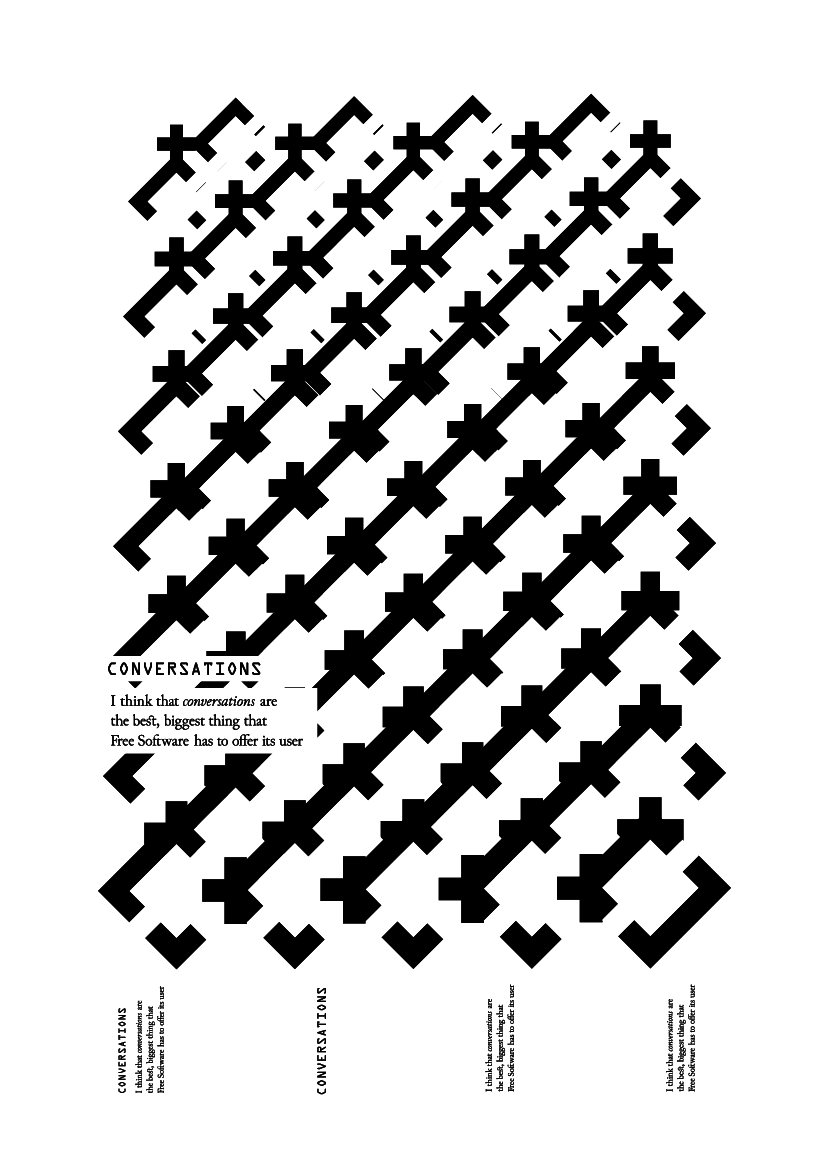 CONVERSATIONS
I think that conversations are
the best, biggest thing that
Free Software has to offer its user
CONVERSATIONS
I think that conversations are
the best, biggest thing that
Free Software has to offer its user
CONVERSATIONS
I think that conversations are
the best, biggest thing that
Free Software has to offer its user
I think that conversations are
the best, biggest thing that
Free Software has to offer its user